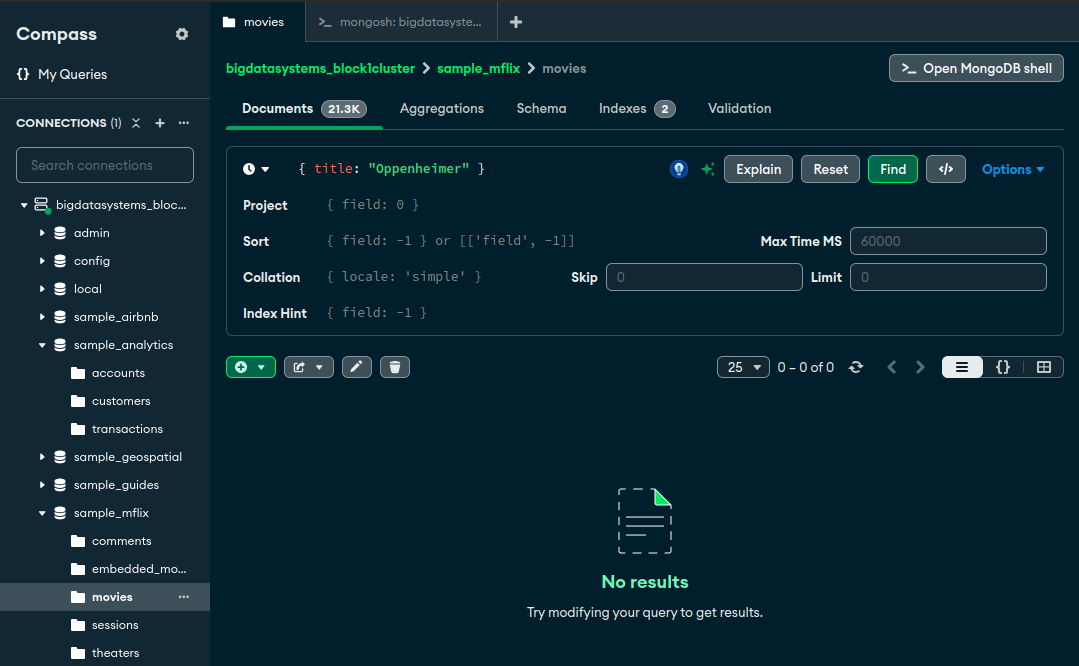 Compass
My Queries
CONNECTIONS (1)
Search connections
bigdatasystems_bloc...
admin
config
local
sample_airbnb
sample_analytics
accounts
customers
transactions
sample_geospatial
sample_guides
sample_mflix
comments
embedded_mo...
movies
sessions
theaters
movies
>_ mongosh: bigdatasyste...
bigdatasystems_block1cluster > sample_mflix > movies
>_ Open MongoDB shell
Documents 21.3K Aggregations Schema Indexes 2 Validation
{ title: "Oppenheimer" }
Explain Reset Find </> Options
Project { field: 0 }
Sort { field: -1 } or [['field', -1]] Max Time MS 60000
Collation { locale: 'simple' } Skip 0 Limit 0
Index Hint { field: -1 }
25 0 – 0 of 0 {}
No results
Try modifying your query to get results.